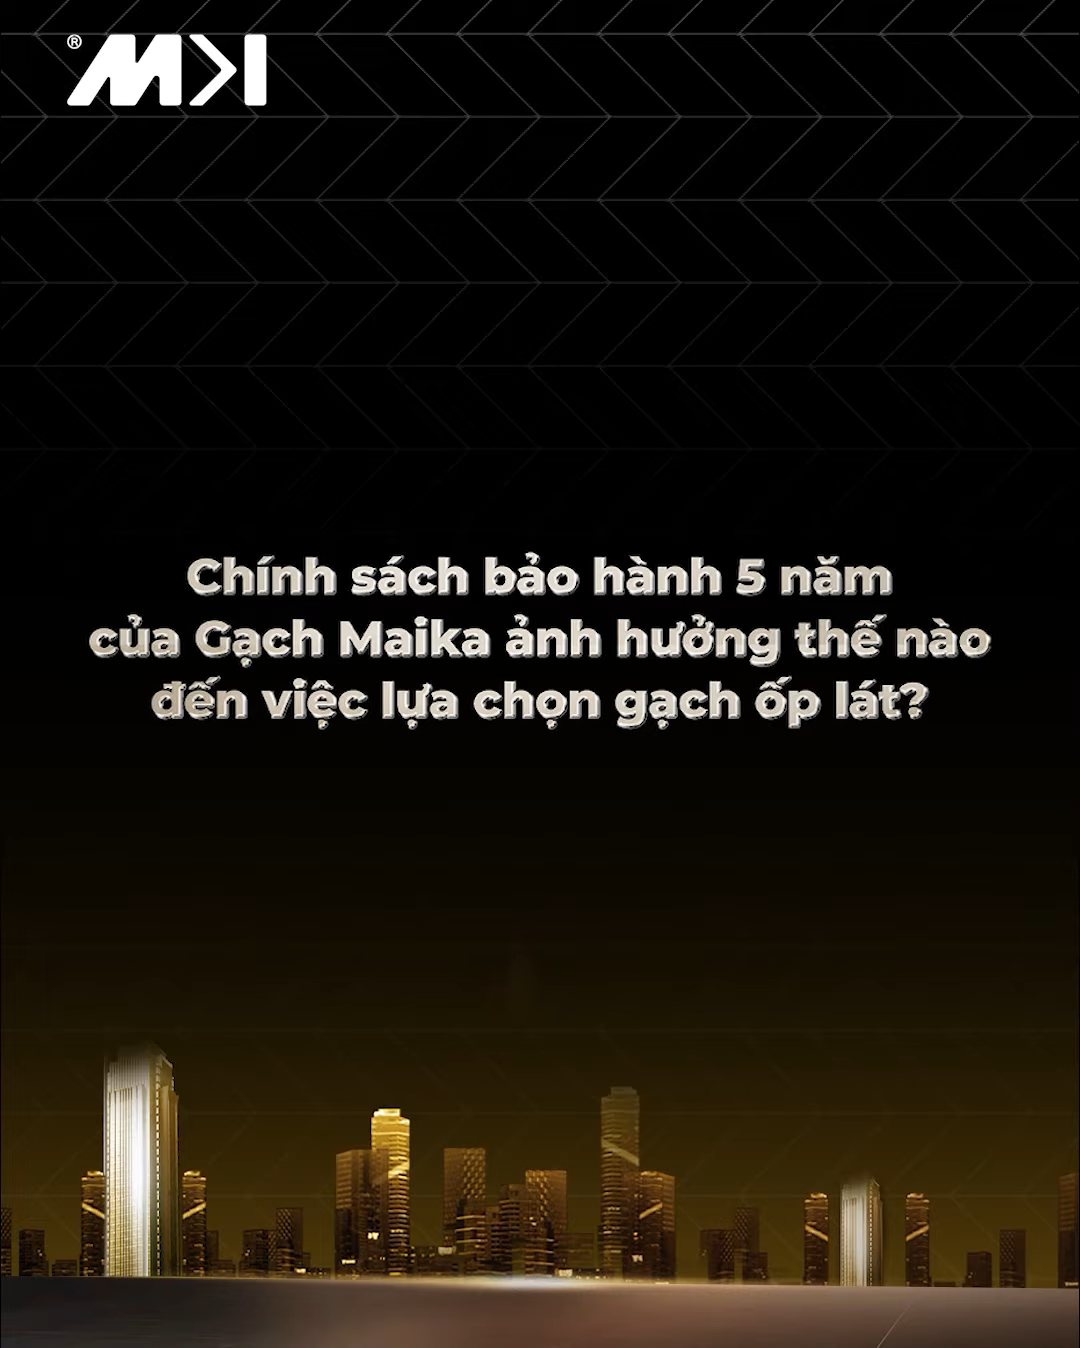 ® MKI
Chính sách bảo hành 5 năm
của Gạch Maika ảnh hưởng thế nào
đến việc lựa chọn gạch ốp lát?